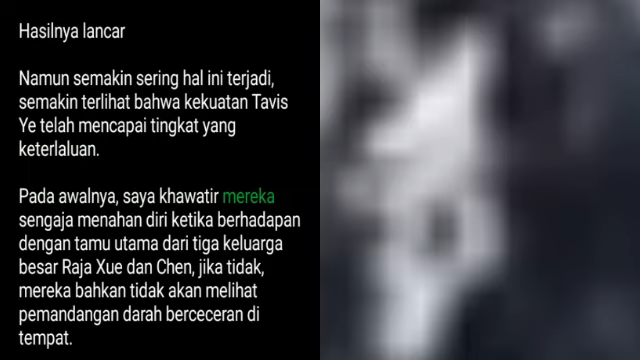 Hasilnya lancar
Namun semakin sering hal ini terjadi,
semakin terlihat bahwa kekuatan Tavis
Ye telah mencapai tingkat yang
keterlaluan.
Pada awalnya, saya khawatir mereka
sengaja menahan diri ketika berhadapan
dengan tamu utama dari tiga keluarga
besar Raja Xue dan Chen, jika tidak,
mereka bahkan tidak akan melihat
pemandangan darah berceceran di
tempat.